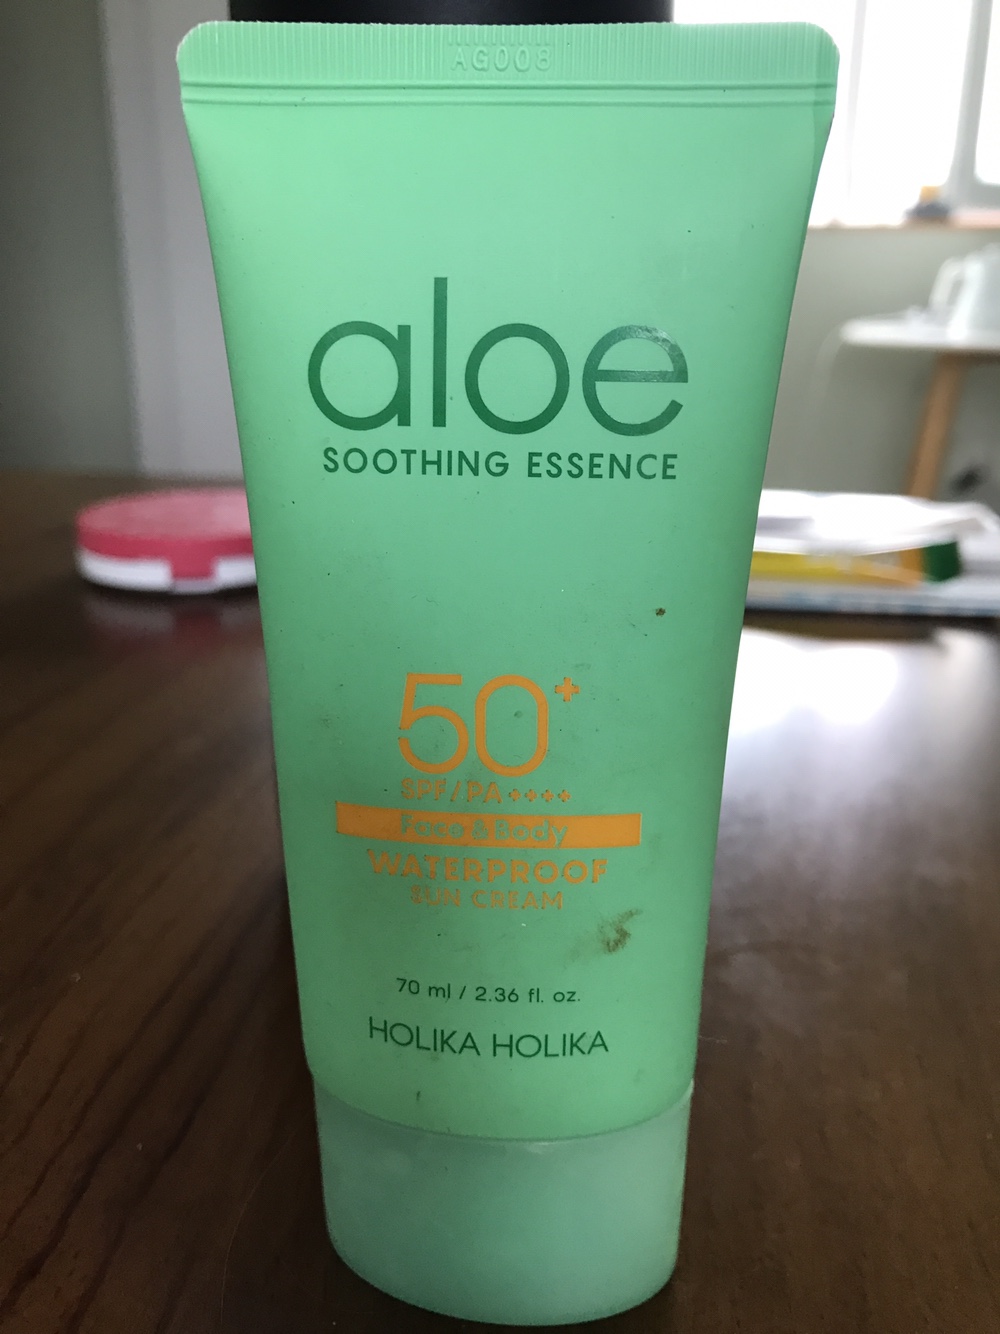 AG008
aloe
SOOTHING ESSENCE
50+
SPF/PA++++
Face & Body
WATERPROOF
SUN CREAM
70 ml / 2.36 fl. oz.
HOLIKA HOLIKA